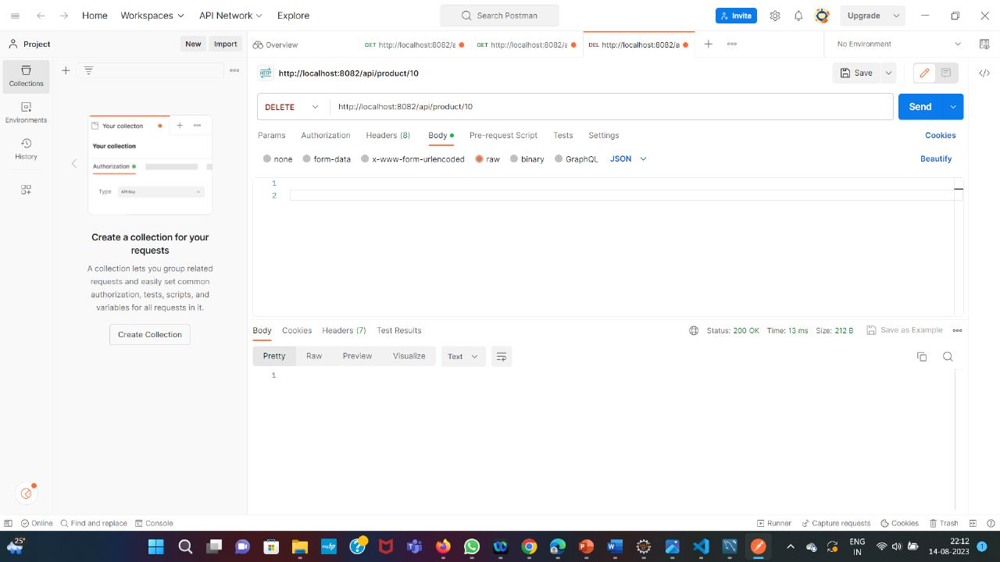 Home Workspaces API Network Explore Search Postman Invite Upgrade
Project New Import Overview GET http://localhost:8082/a GET http://localhost:8082/a DEL http://localhost:8082/a No Environment
Collections
Environments
History
Your collecton
Your collection
Authorization
Type API Key
Create a collection for your
requests
A collection lets you group related
requests and easily set common
authorization, tests, scripts, and
variables for all requests in it.
Create Collection
HTTP http://localhost:8082/api/product/10 Save
DELETE http://localhost:8082/api/product/10 Send
Params Authorization Headers (8) Body Pre-request Script Tests Settings Cookies
none form-data x-www-form-urlencoded raw binary GraphQL JSON Beautify
1
2
Body Cookies Headers (7) Test Results Status: 200 OK Time: 13 ms Size: 212 B Save as Example
Pretty Raw Preview Visualize Text
1
Online Find and replace Console Runner Capture requests Cookies Trash
25° ENG 22:12
IN 14-08-2023 1